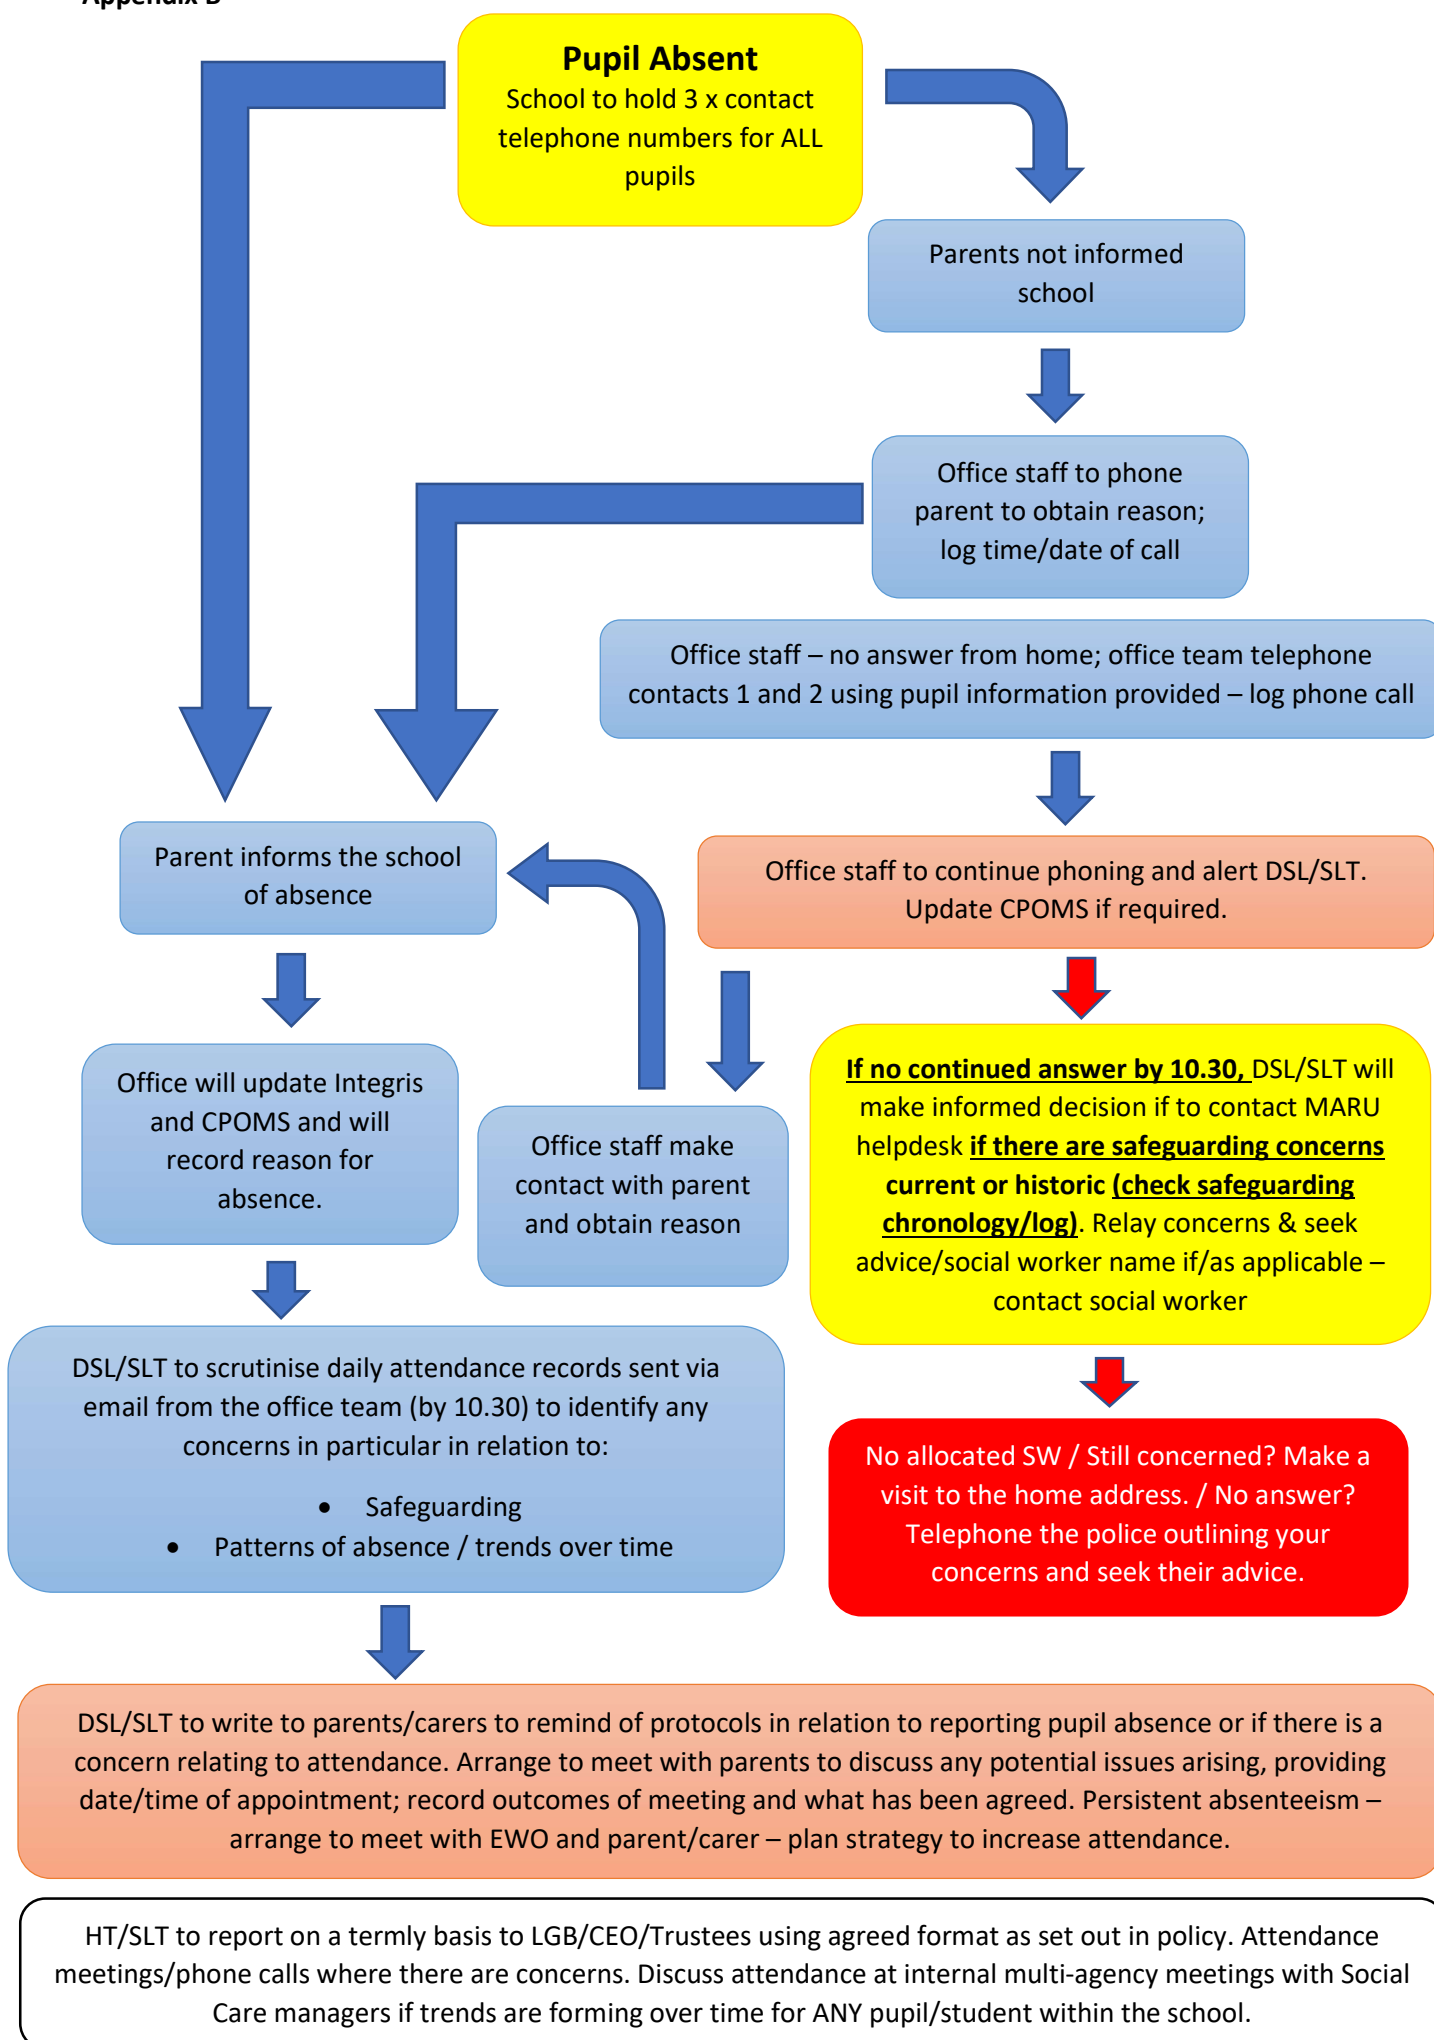 Appendix B
Pupil Absent
School to hold 3 x contact
telephone numbers for ALL
pupils
Parents not informed
school
Office staff to phone
parent to obtain reason;
log time/date of call
Office staff – no answer from home; office team telephone
contacts 1 and 2 using pupil information provided – log phone call
Parent informs the school
of absence
Office staff to continue phoning and alert DSL/SLT.
Update CPOMS if required.
Office will update Integris
and CPOMS and will
record reason for
absence.
Office staff make
contact with parent
and obtain reason
If no continued answer by 10.30, DSL/SLT will
make informed decision if to contact MARU
helpdesk if there are safeguarding concerns
current or historic (check safeguarding
chronology/log). Relay concerns & seek
advice/social worker name if/as applicable –
contact social worker
DSL/SLT to scrutinise daily attendance records sent via
email from the office team (by 10.30) to identify any
concerns in particular in relation to:
• Safeguarding
• Patterns of absence / trends over time
No allocated SW / Still concerned? Make a
visit to the home address. / No answer?
Telephone the police outlining your
concerns and seek their advice.
DSL/SLT to write to parents/carers to remind of protocols in relation to reporting pupil absence or if there is a
concern relating to attendance. Arrange to meet with parents to discuss any potential issues arising, providing
date/time of appointment; record outcomes of meeting and what has been agreed. Persistent absenteeism –
arrange to meet with EWO and parent/carer – plan strategy to increase attendance.
HT/SLT to report on a termly basis to LGB/CEO/Trustees using agreed format as set out in policy. Attendance
meetings/phone calls where there are concerns. Discuss attendance at internal multi-agency meetings with Social
Care managers if trends are forming over time for ANY pupil/student within the school.